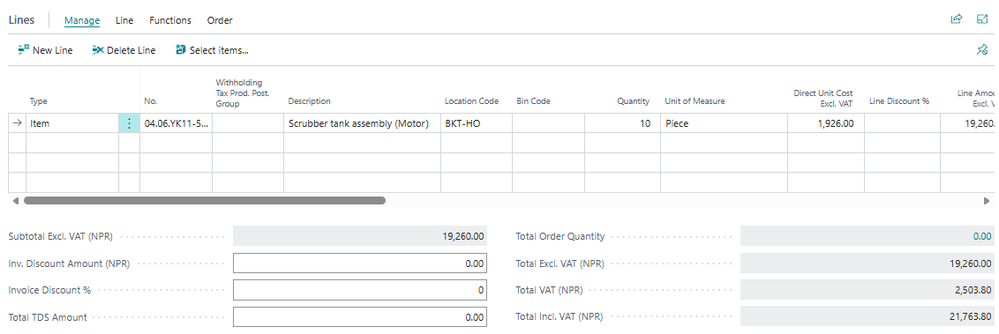 Lines Manage Line Functions Order
New Line Delete Line Select items...
Type No. Withholding Tax Prod. Post. Group Description Location Code Bin Code Quantity Unit of Measure Direct Unit Cost Excl. VAT Line Discount % Line Amou Excl. V
Item 04.06.YK11-5... Scrubber tank assembly (Motor) BKT-HO 10 Piece 1,926.00 19,260.
Subtotal Excl. VAT (NPR) 19,260.00 Total Order Quantity 0.00
Inv. Discount Amount (NPR) 0.00 Total Excl. VAT (NPR) 19,260.00
Invoice Discount % 0 Total VAT (NPR) 2,503.80
Total TDS Amount 0.00 Total Incl. VAT (NPR) 21,763.80